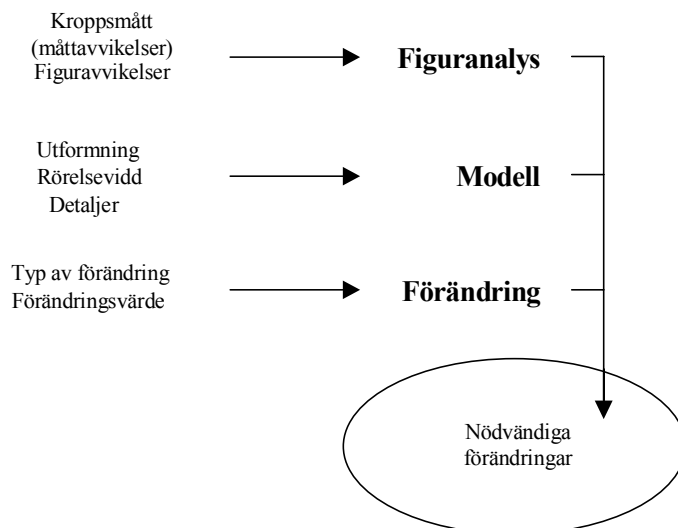 Kroppsmått
(måttavvikelser)
Figuravvikelser
Figuranalys
Utformning
Rörelsevidd
Detaljer
Modell
Typ av förändring
Förändringsvärde
Förändring
Nödvändiga
förändringar